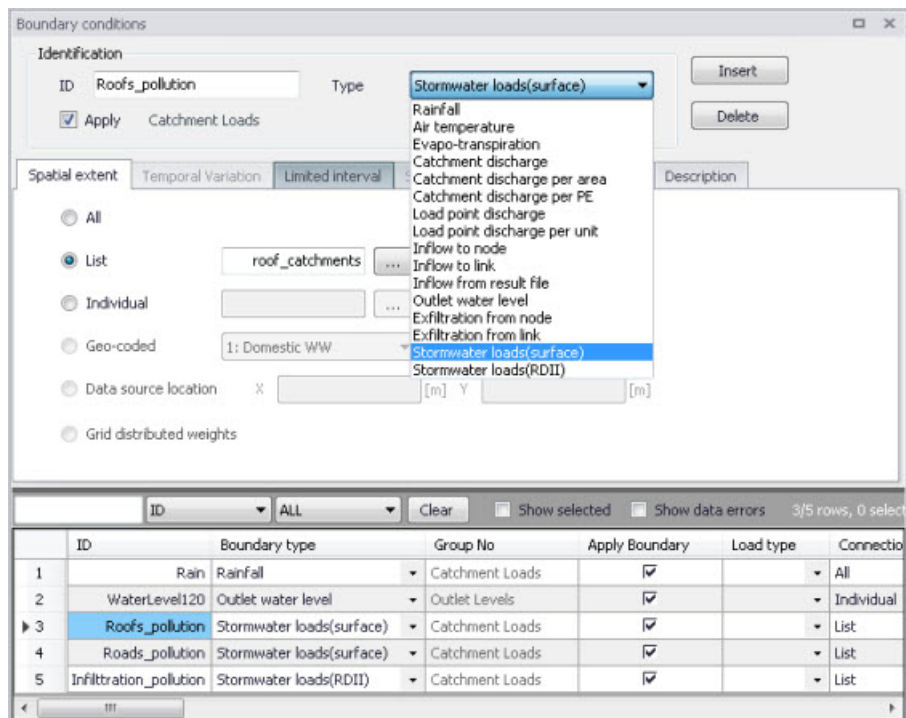 Boundary conditions
Identification
ID Roofs_pollution Type Stormwater loads(surface) Insert
Apply Catchment Loads Delete
Rainfall
Air temperature
Evapo-transpiration
Catchment discharge
Catchment discharge per area
Catchment discharge per PE
Load point discharge
Load point discharge per unit
Inflow to node
Inflow to link
Inflow from result file
Outlet water level
Exfiltration from node
Exfiltration from link
Stormwater loads(surface)
Stormwater loads(RDII)
Spatial extent Temporal Variation Limited interval Description
All
List roof_catchments ...
Individual ...
Geo-coded 1: Domestic WW
Data source location X [m] Y [m]
Grid distributed weights
ID ALL Clear Show selected Show data errors 3/5 rows, 0 select
ID Boundary type Group No Apply Boundary Load type Connectio
1 Rain Rainfall Catchment Loads All
2 WaterLevel120 Outlet water level Outlet Levels Individual
3 Roofs_pollution Stormwater loads(surface) Catchment Loads List
4 Roads_pollution Stormwater loads(surface) Catchment Loads List
5 Infilttration_pollution Stormwater loads(RDII) Catchment Loads List